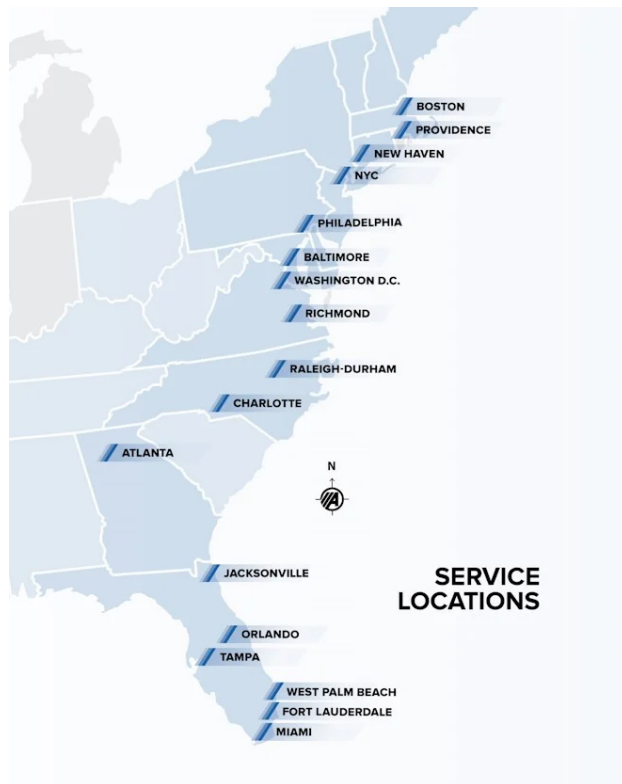 BOSTON
PROVIDENCE
NEW HAVEN
NYC
PHILADELPHIA
BALTIMORE
WASHINGTON D.C.
RICHMOND
RALEIGH-DURHAM
CHARLOTTE
ATLANTA
N
JACKSONVILLE
SERVICE
LOCATIONS
ORLANDO
TAMPA
WEST PALM BEACH
FORT LAUDERDALE
MIAMI